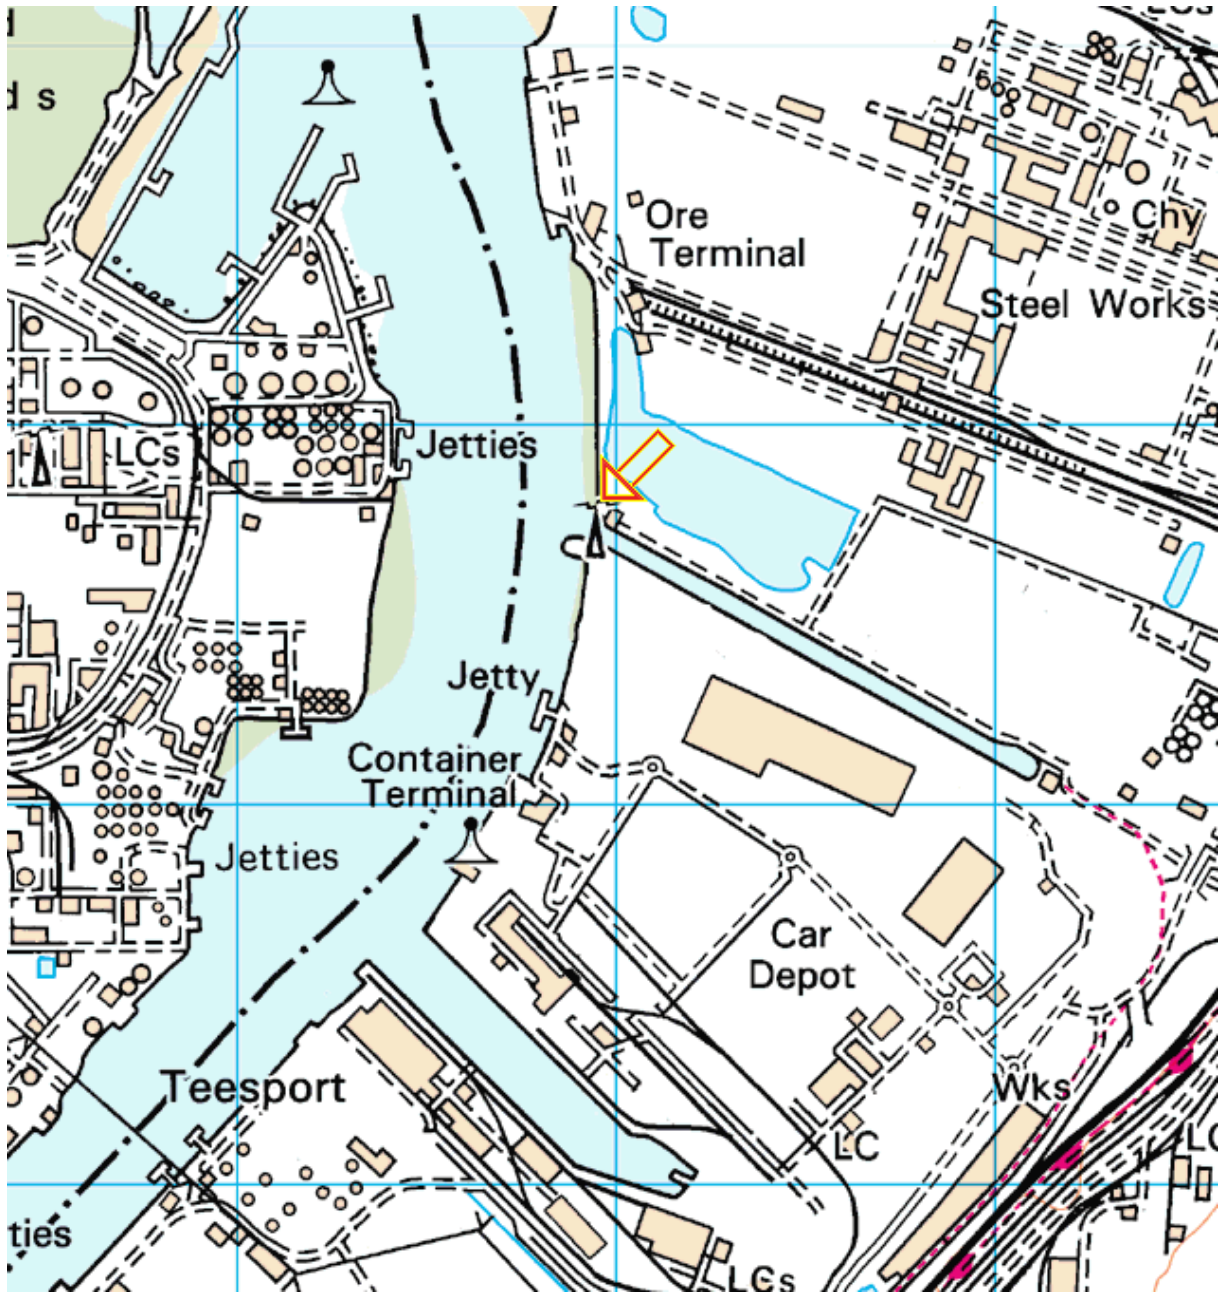 d s
Ore
Terminal
Chy
Steel Works
Jetties
LCs
Jetty
Container
Terminal
Jetties
Car
Depot
Teesport
Wks
LC
ties
LCs